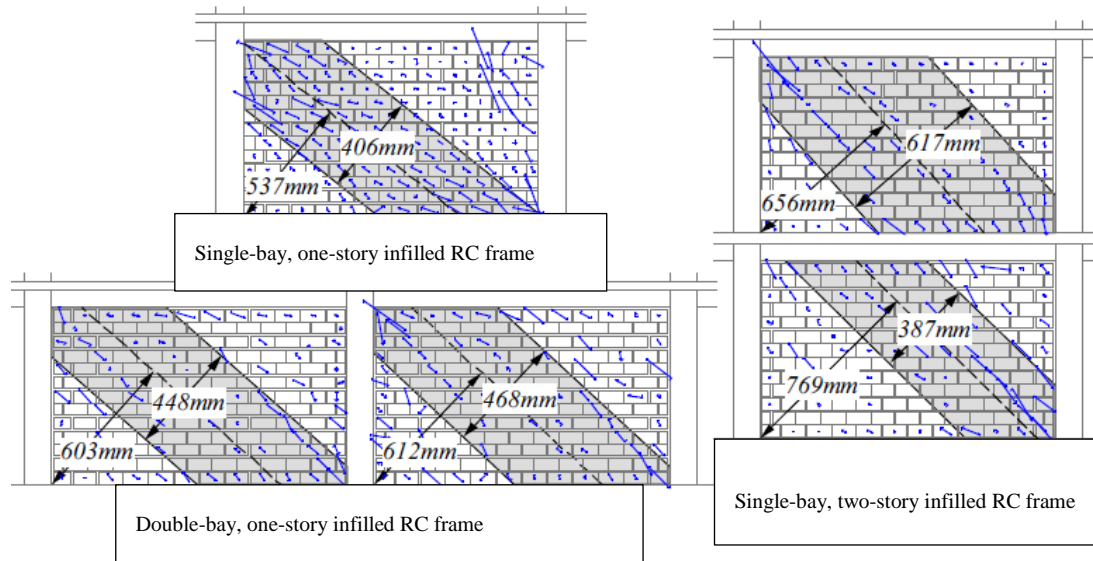 406mm
537mm
Single-bay, one-story infilled RC frame
448mm
603mm
468mm
612mm
Double-bay, one-story infilled RC frame
617mm
656mm
387mm
769mm
Single-bay, two-story infilled RC frame